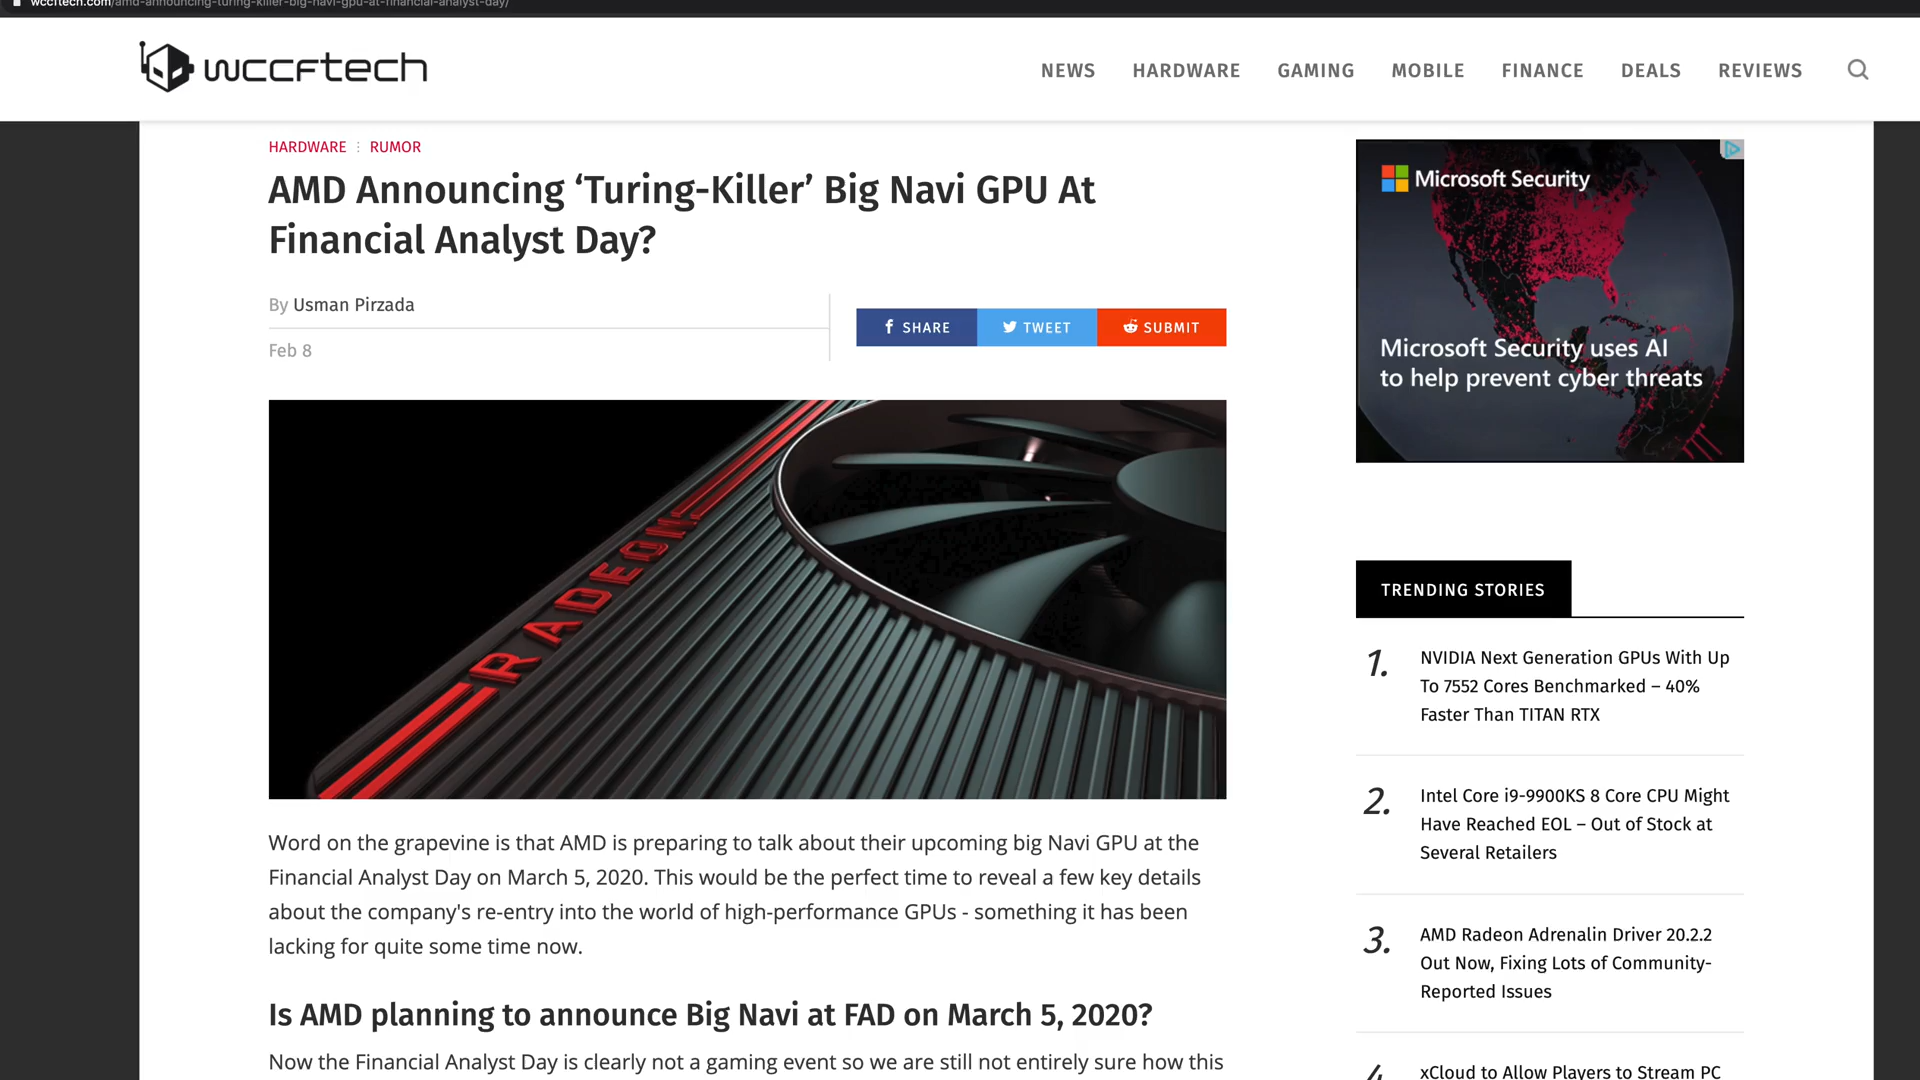 wccftech.com/amd-announcing-turing-killer-big-navi-gpu-at-financial-analyst-day/
wccftech
NEWS HARDWARE GAMING MOBILE FINANCE DEALS REVIEWS
HARDWARE RUMOR
AMD Announcing ‘Turing-Killer’ Big Navi GPU At
Financial Analyst Day?
By Usman Pirzada
Feb 8
SHARE TWEET SUBMIT
RADEON
Word on the grapevine is that AMD is preparing to talk about their upcoming big Navi GPU at the
Financial Analyst Day on March 5, 2020. This would be the perfect time to reveal a few key details
about the company's re-entry into the world of high-performance GPUs - something it has been
lacking for quite some time now.
Is AMD planning to announce Big Navi at FAD on March 5, 2020?
Now the Financial Analyst Day is clearly not a gaming event so we are still not entirely sure how this
Microsoft Security
Microsoft Security uses AI
to help prevent cyber threats
TRENDING STORIES
1. NVIDIA Next Generation GPUs With Up
To 7552 Cores Benchmarked – 40%
Faster Than TITAN RTX
2. Intel Core i9-9900KS 8 Core CPU Might
Have Reached EOL – Out of Stock at
Several Retailers
3. AMD Radeon Adrenalin Driver 20.2.2
Out Now, Fixing Lots of Community-
Reported Issues
4. xCloud to Allow Players to Stream PC